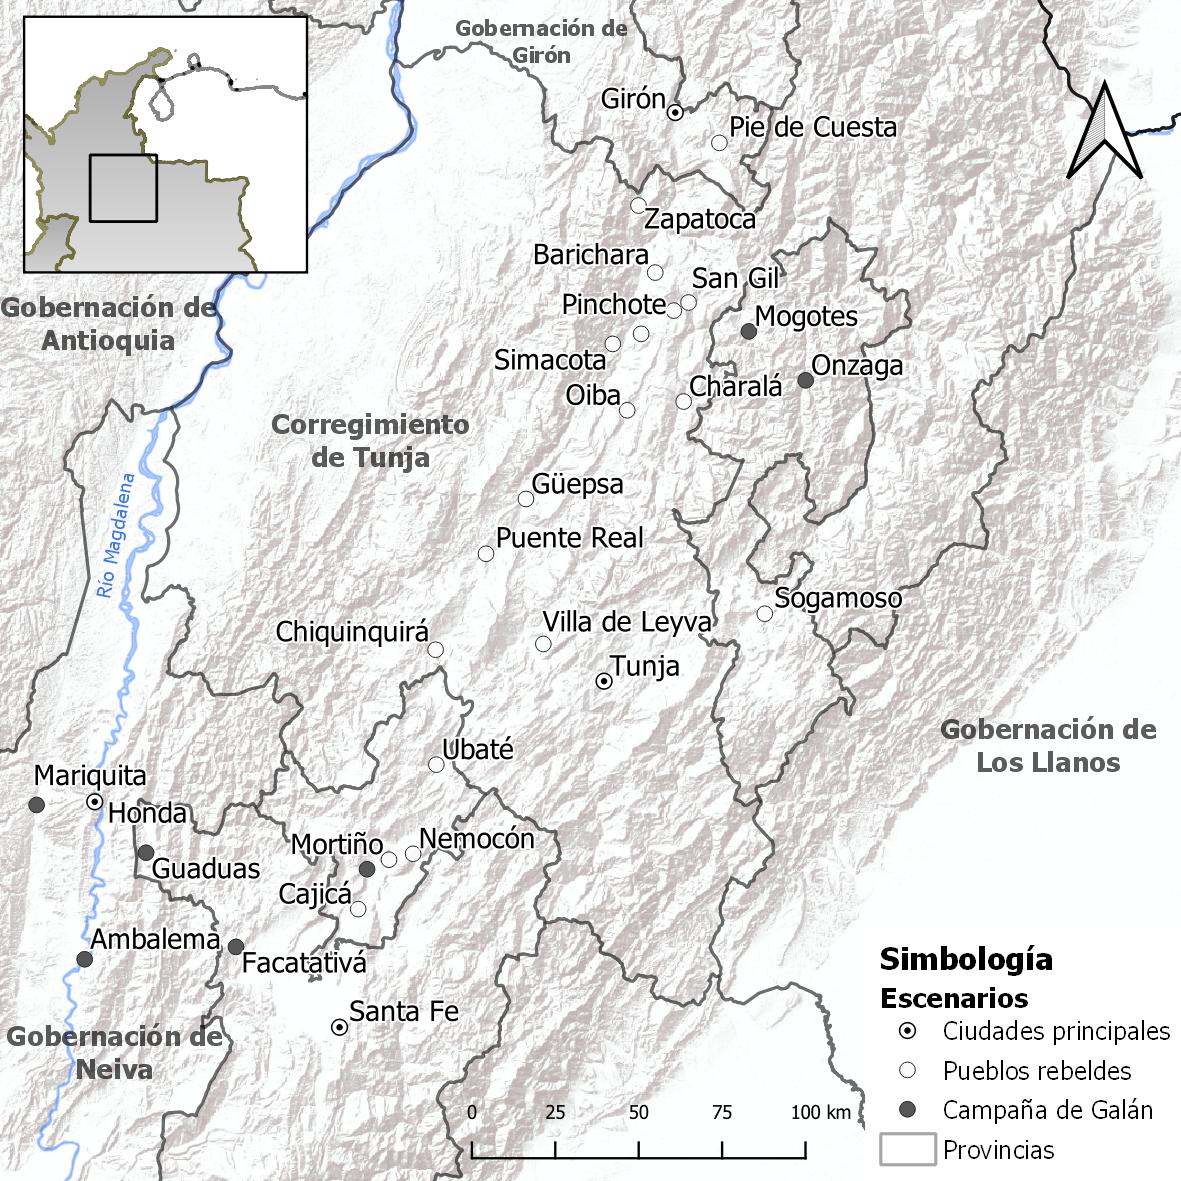 Gobernación de
Girón
Girón
Pie de Cuesta
Zapatoca
Barichara
San Gil
Pinchote
Gobernación de
Antioquia
Mogotes
Simacota
Onzaga
Oiba
Charalá
Corregimiento
de Tunja
Güepsa
Río Magdalena
Puente Real
Sogamoso
Villa de Leyva
Chiquinquirá
Tunja
Gobernación de
Los Llanos
Ubaté
Mariquita
Honda
Mortiño
Nemocón
Guaduas
Cajicá
Ambalema
Facatativá
Santa Fe
Gobernación de
Neiva
Simbología
Escenarios
Ciudades principales
Pueblos rebeldes
Campaña de Galán
Provincias
0 25 50 75 100 km